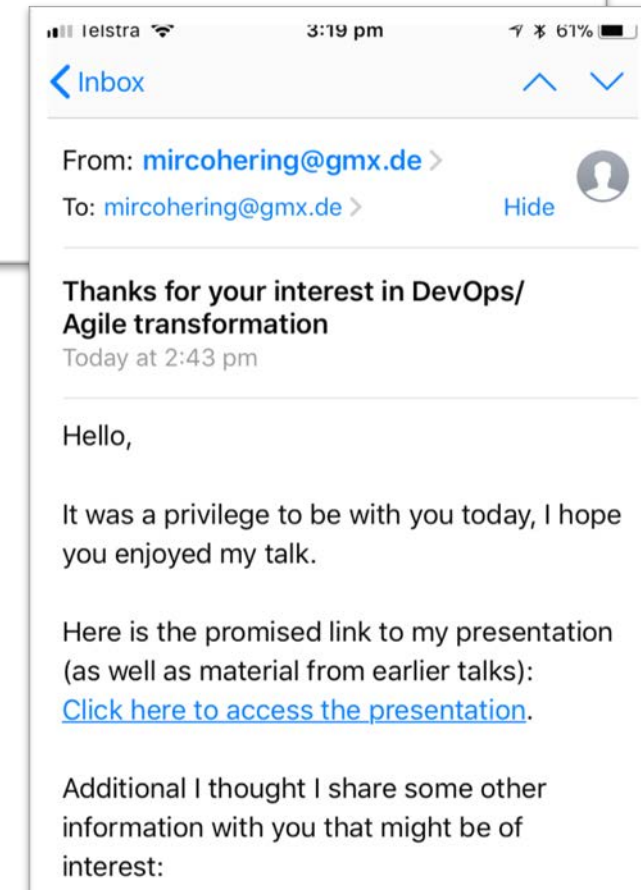 Telstra 3:19 pm 61%
Inbox
From: mircohering@gmx.de
To: mircohering@gmx.de Hide
Thanks for your interest in DevOps/
Agile transformation
Today at 2:43 pm
Hello,
It was a privilege to be with you today, I hope
you enjoyed my talk.
Here is the promised link to my presentation
(as well as material from earlier talks):
Click here to access the presentation.
Additional I thought I share some other
information with you that might be of
interest: